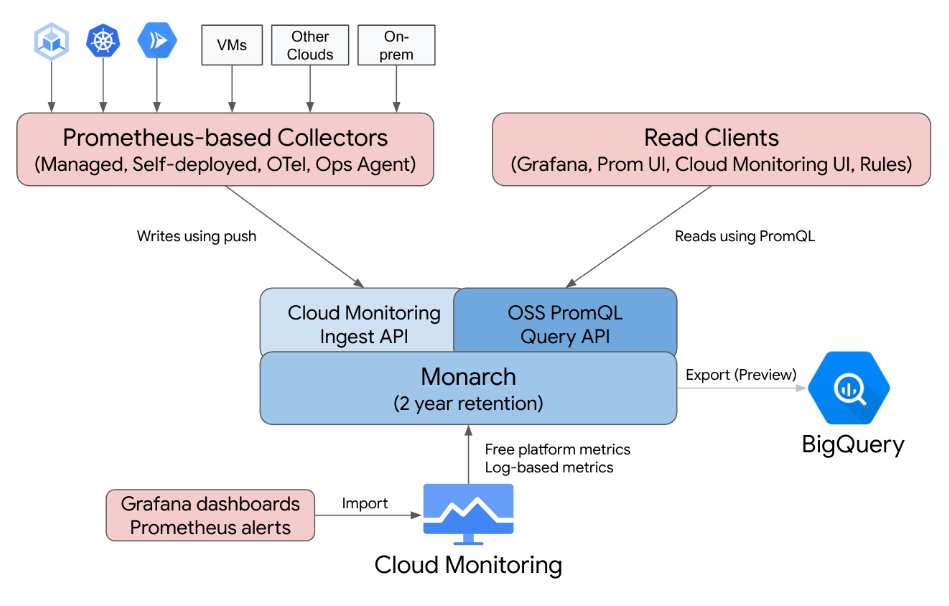 VMs
Other
Clouds
On-
prem
Prometheus-based Collectors
(Managed, Self-deployed, OTel, Ops Agent)
Read Clients
(Grafana, Prom UI, Cloud Monitoring UI, Rules)
Writes using push
Reads using PromQL
Cloud Monitoring
Ingest API
OSS PromQL
Query API
Monarch
(2 year retention)
Export (Preview)
BigQuery
Free platform metrics
Log-based metrics
Grafana dashboards
Prometheus alerts
Import
Cloud Monitoring